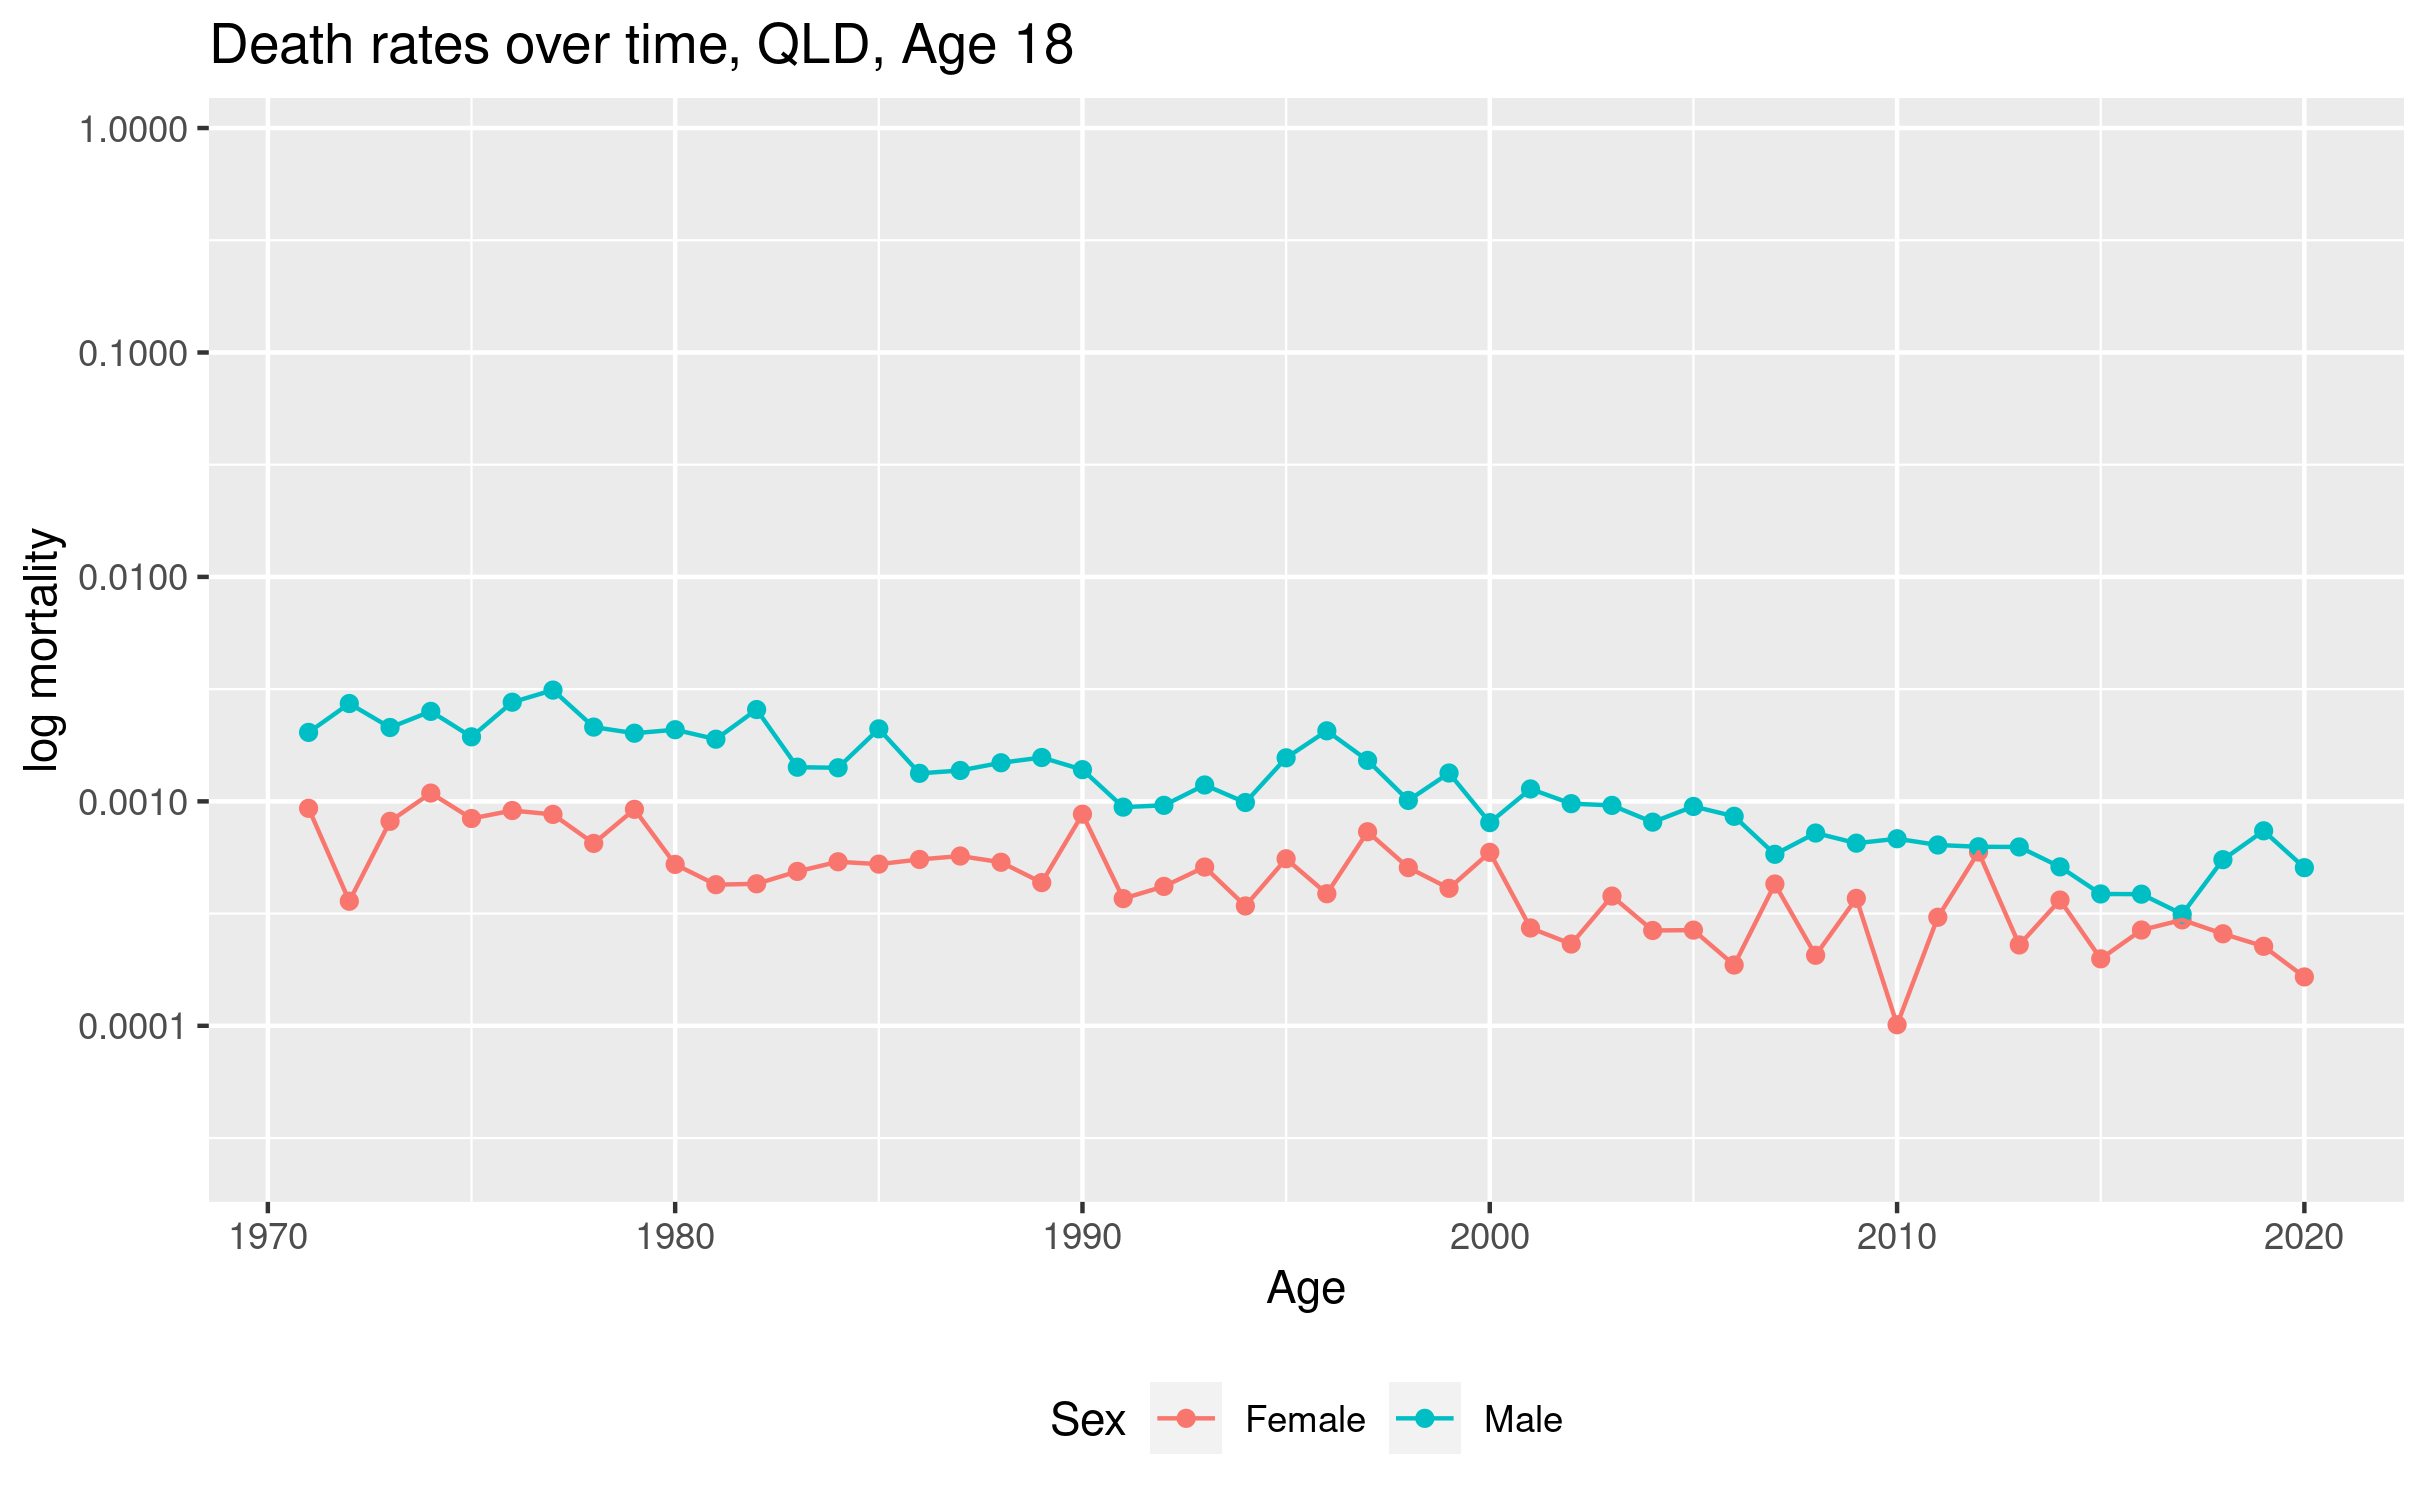 Death rates over time, QLD, Age 18
log mortality
1.0000
0.1000
0.0100
0.0010
0.0001
1970 1980 1990 2000 2010 2020
Age
Sex Female Male